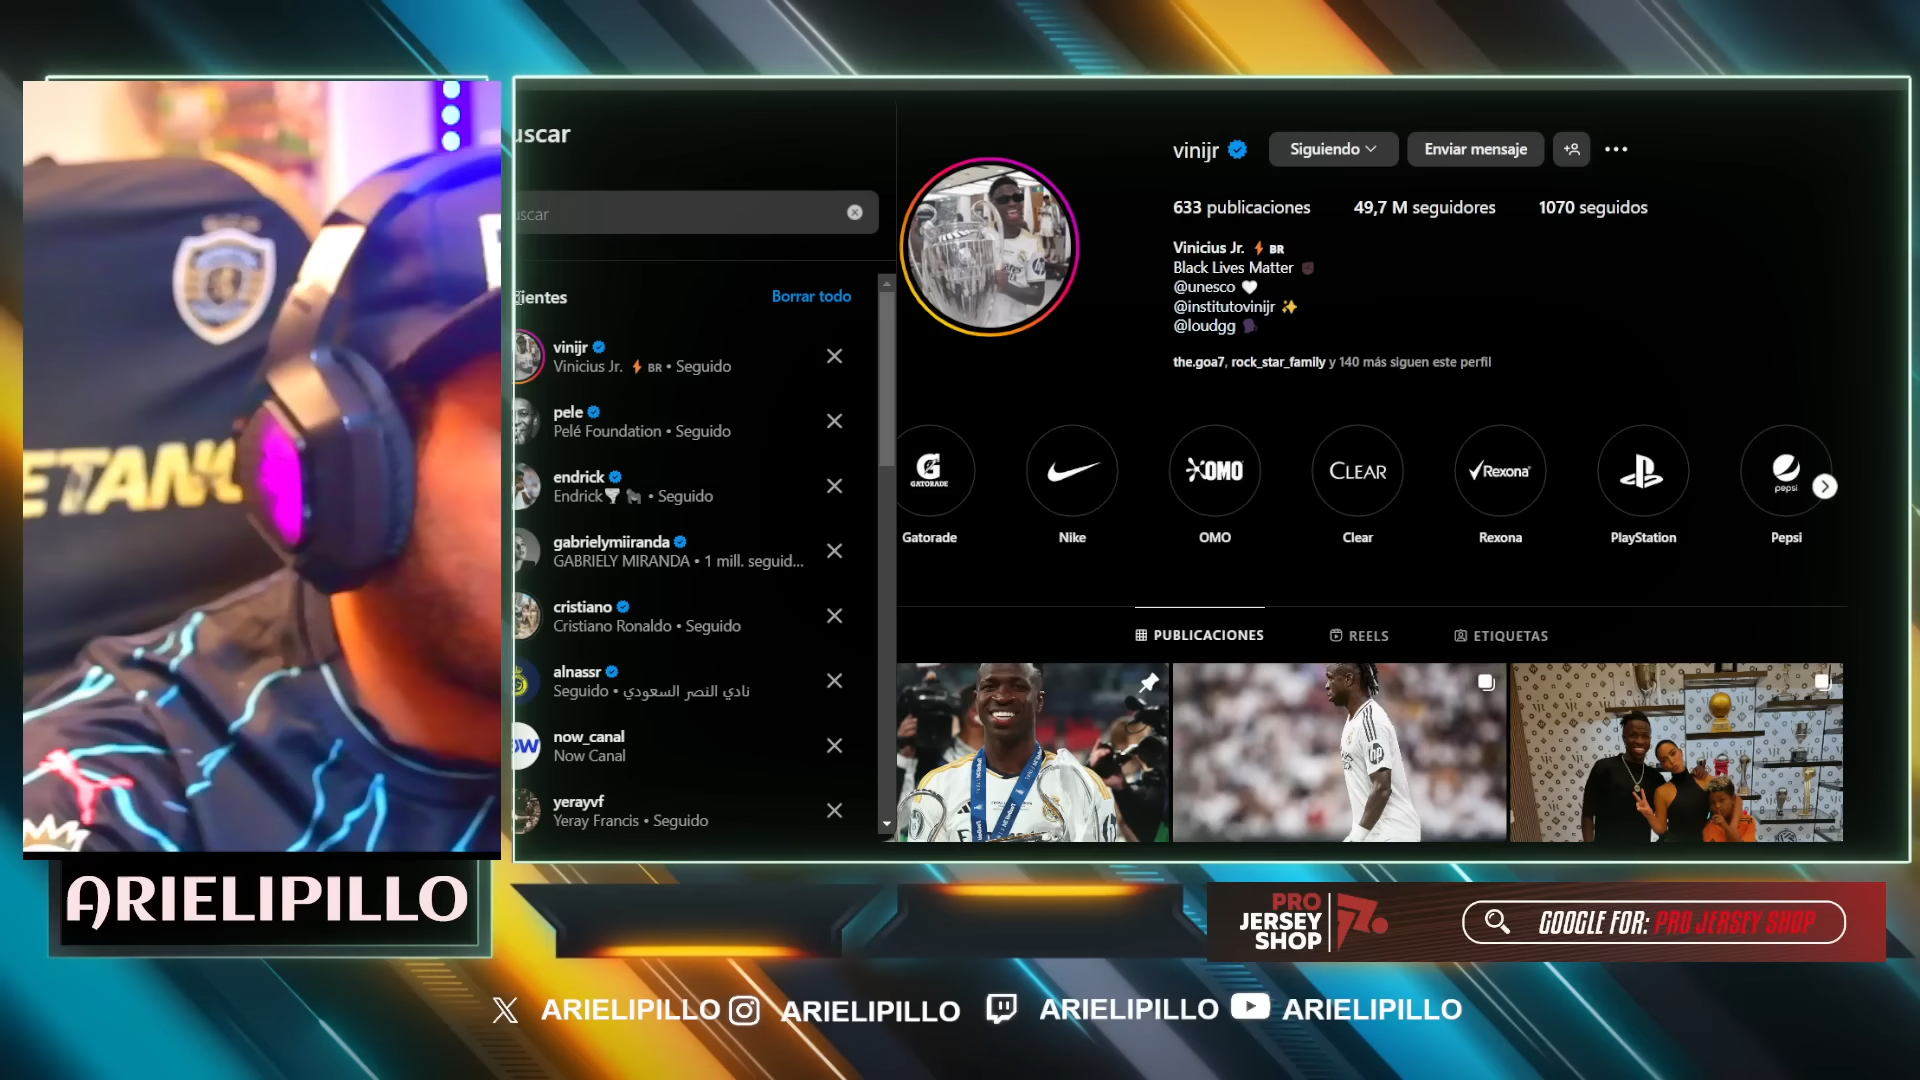 uscar
uscar
cientes
Borrar todo
vinijr
Vinicius Jr. BR • Seguido
pele
Pelé Foundation • Seguido
endrick
Endrick • Seguido
gabrielymiiranda
GABRIELY MIRANDA • 1 mill. seguid...
cristiano
Cristiano Ronaldo • Seguido
alnassr
Seguido • نادي النصر السعودي
now_canal
Now Canal
yerayvf
Yeray Francis • Seguido
vinijr
Siguiendo
Enviar mensaje
633 publicaciones
49,7 M seguidores
1070 seguidos
Vinicius Jr. ⚡ BR
Black Lives Matter ✊🏿
@unesco 🤍
@institutovinijr ✨
@loudgg 🗣
the.goa7, rock_star_family y 140 más siguen este perfil
G
GATORADE
OMO
CLEAR
Rexona
pepsi
Gatorade
Nike
OMO
Clear
Rexona
PlayStation
Pepsi
PUBLICACIONES
REELS
ETIQUETAS
ETANO
ARIELIPILLO
PRO
JERSEY
SHOP
GOOGLE FOR: PRO JERSEY SHOP
ARIELIPILLO
ARIELIPILLO
ARIELIPILLO
ARIELIPILLO